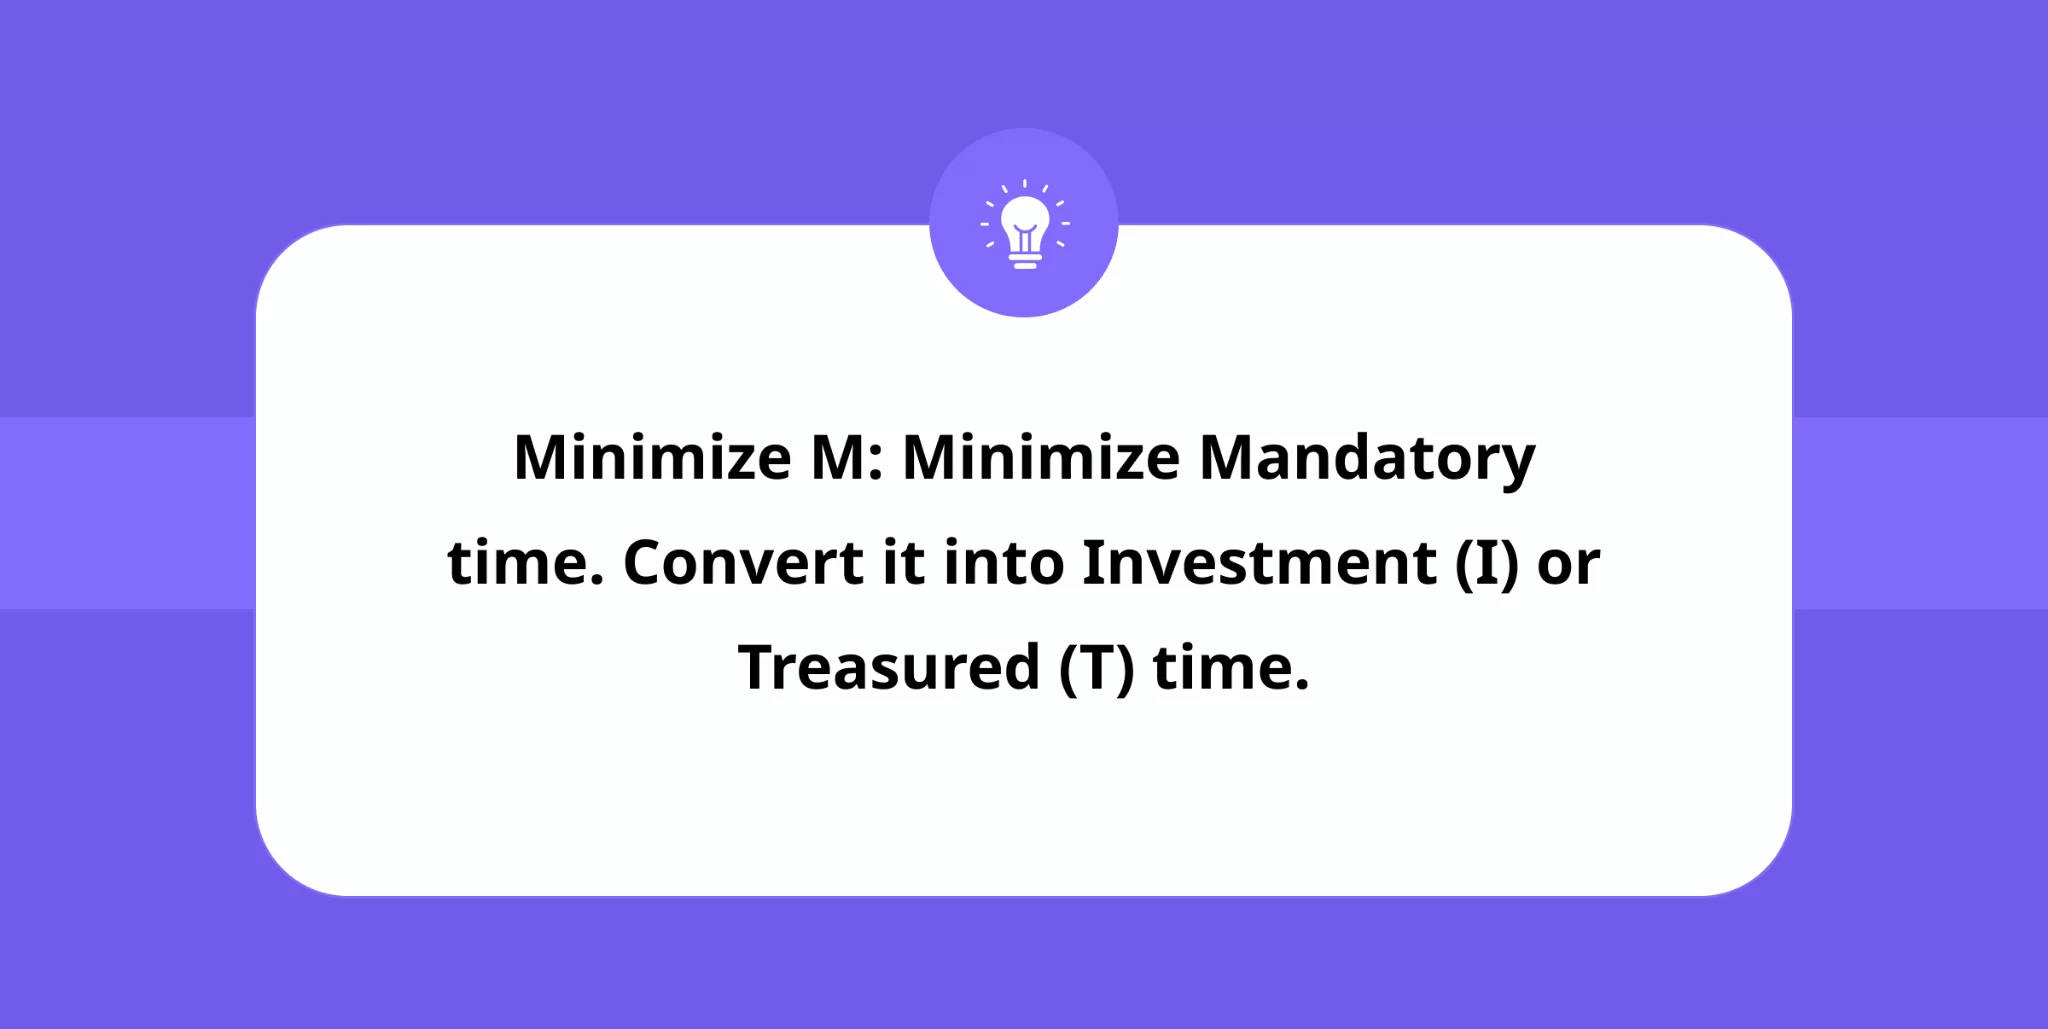 Minimize M: Minimize Mandatory
time. Convert it into Investment (I) or
Treasured (T) time.